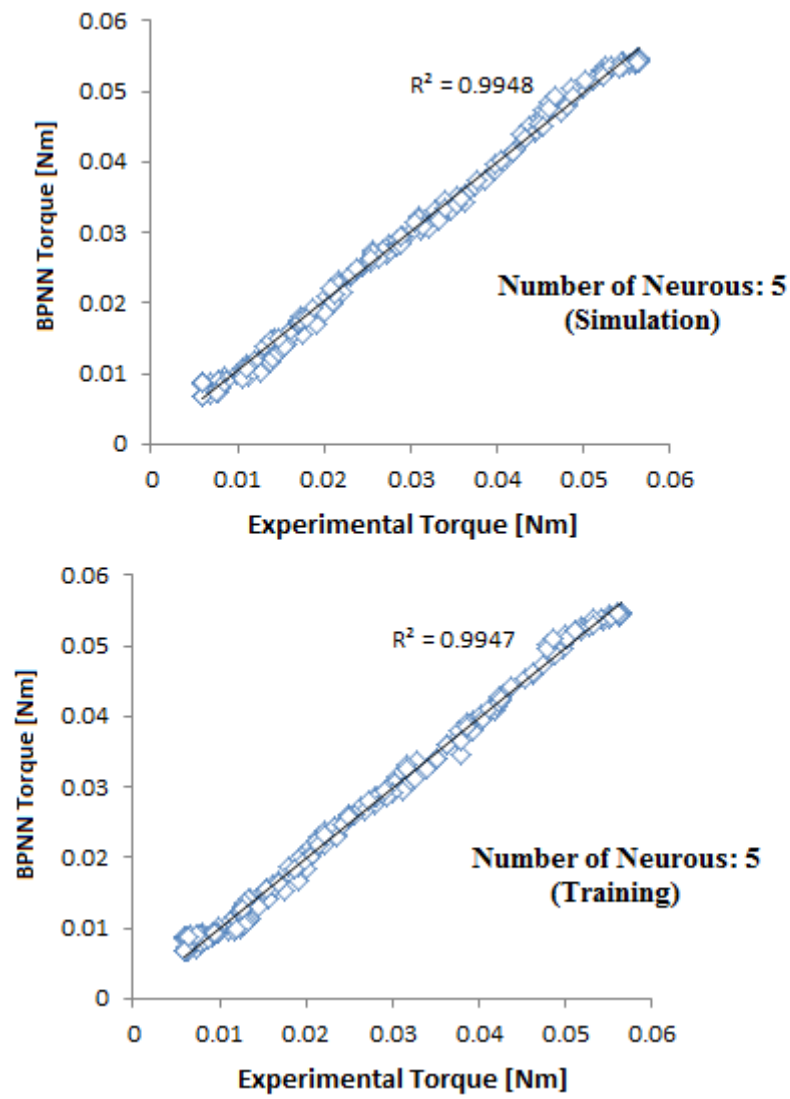 0.06
R² = 0.9948
0.05
0.04
BPNN Torque [Nm]
0.03
Number of Neurous: 5
(Simulation)
0.02
0.01
0
0 0.01 0.02 0.03 0.04 0.05 0.06
Experimental Torque [Nm]
0.06
R² = 0.9947
0.05
0.04
BPNN Torque [Nm]
0.03
0.02
Number of Neurous: 5
(Training)
0.01
0
0 0.01 0.02 0.03 0.04 0.05 0.06
Experimental Torque [Nm]